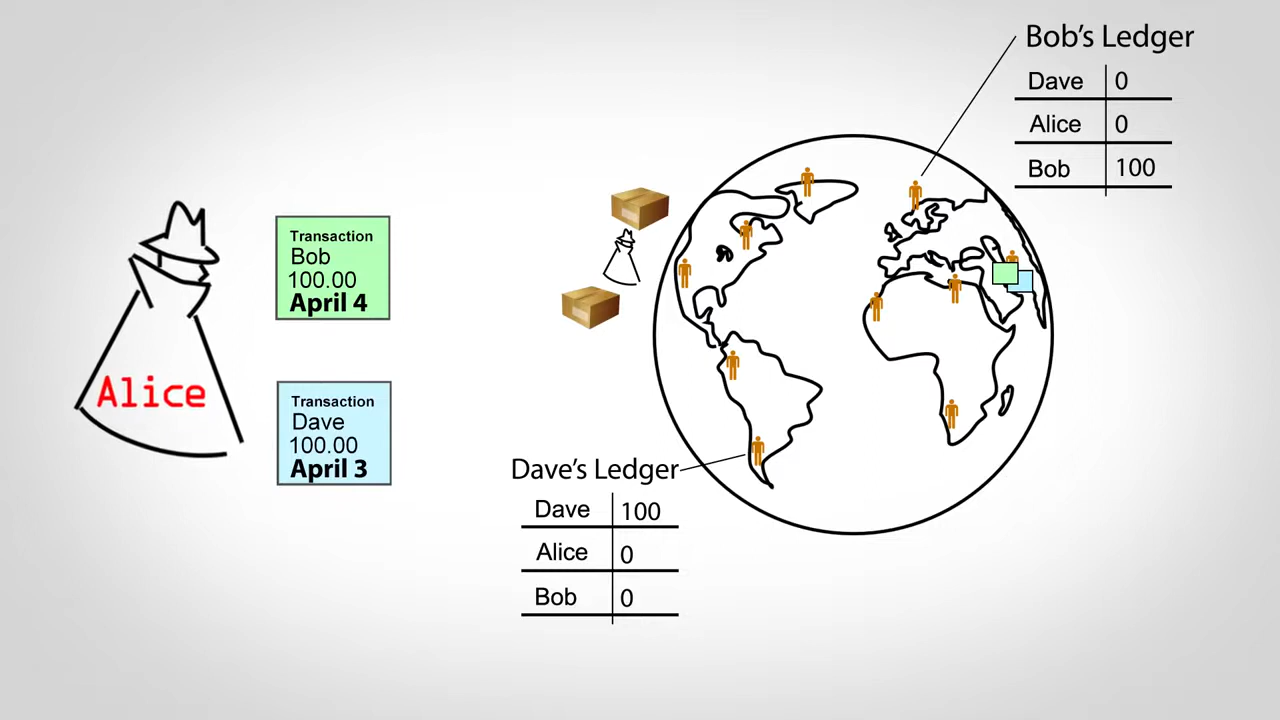 Bob's Ledger
Dave 0
Alice 0
Bob 100
Transaction
Bob
100.00
April 4
Alice
Transaction
Dave
100.00
April 3
Dave's Ledger
Dave 100
Alice 0
Bob 0